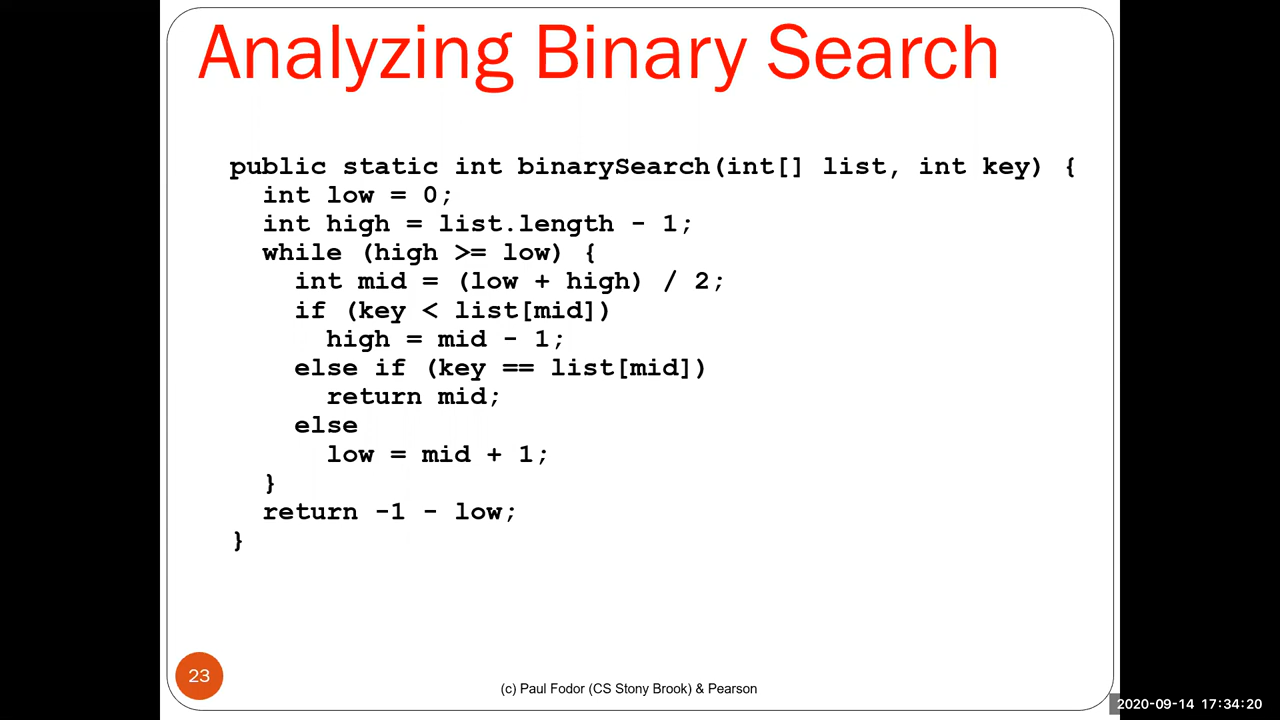 Analyzing Binary Search
public static int binarySearch(int[] list, int key) {
  int low = 0;
  int high = list.length - 1;
  while (high >= low) {
    int mid = (low + high) / 2;
    if (key < list[mid])
      high = mid - 1;
    else if (key == list[mid])
      return mid;
    else
      low = mid + 1;
  }
  return -1 - low;
}
23
(c) Paul Fodor (CS Stony Brook) & Pearson
2020-09-14 17:34:20